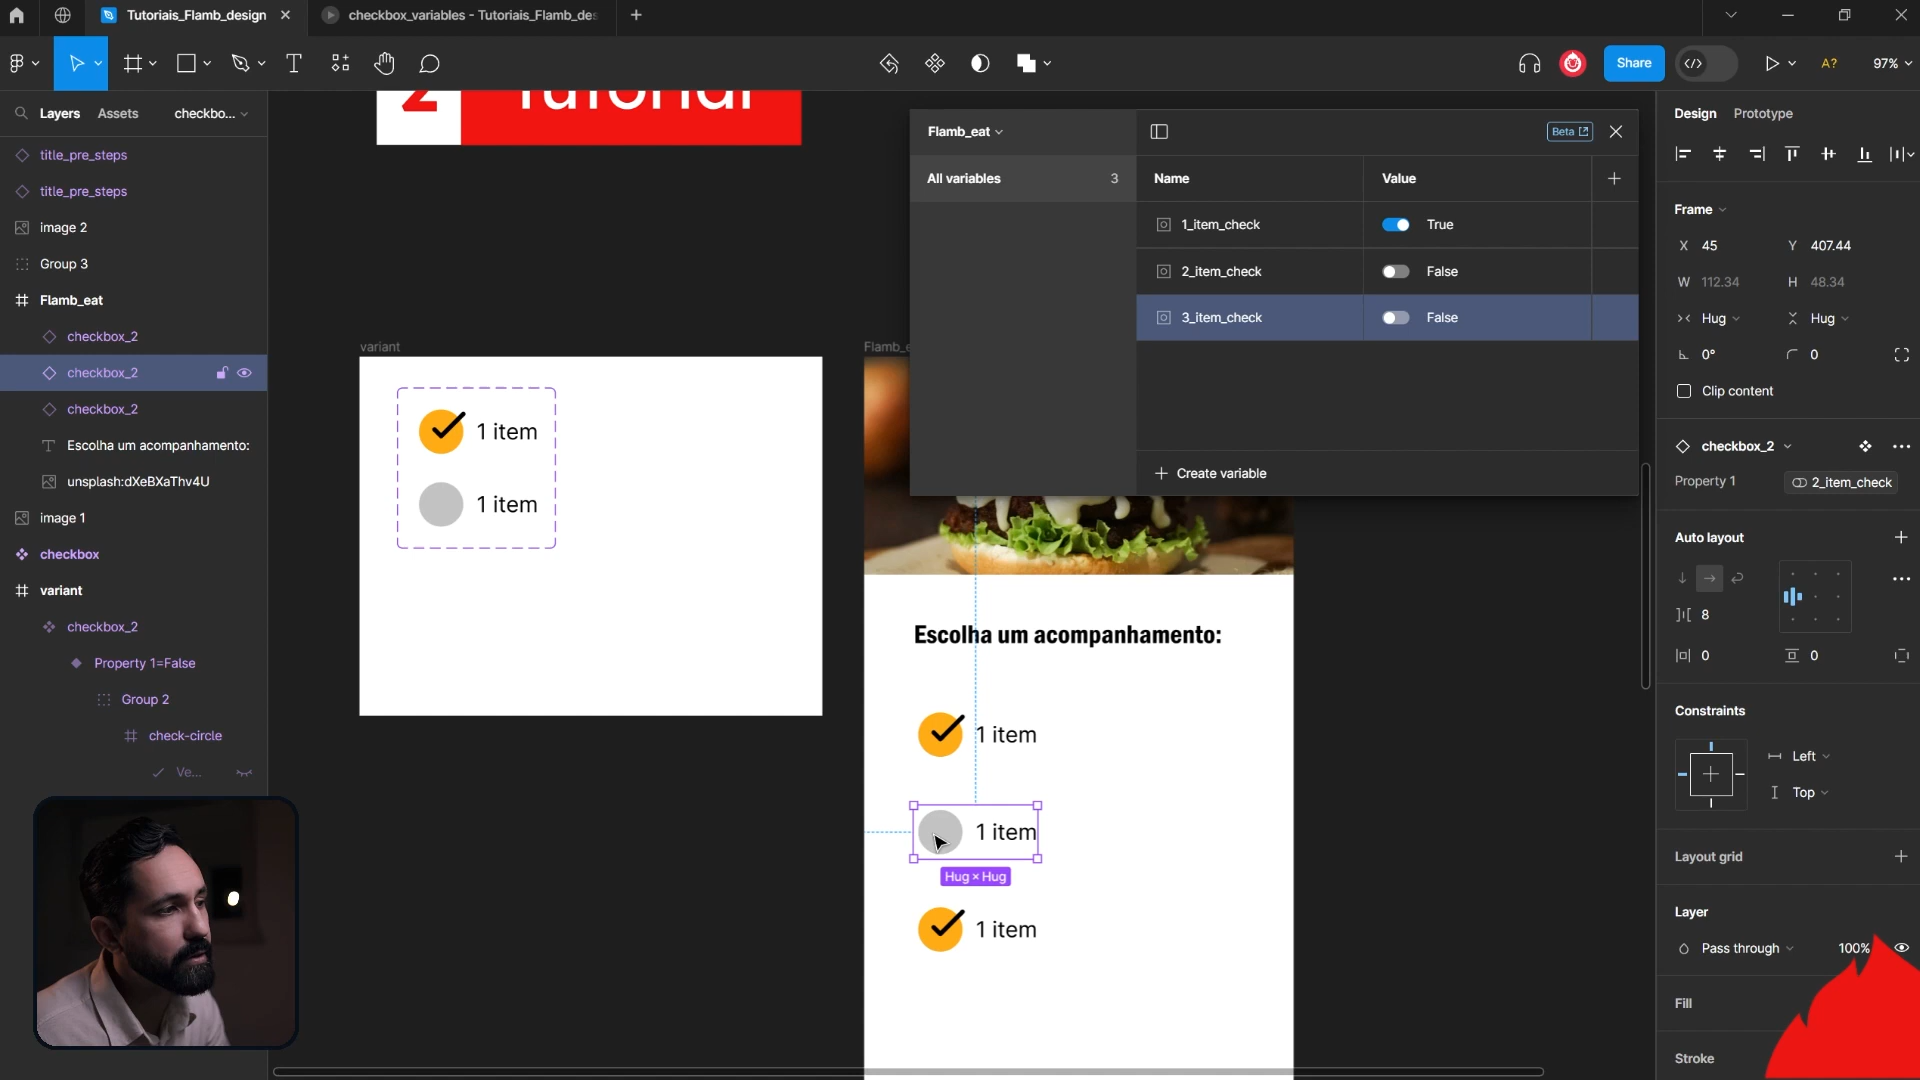 Tutoriais_Flamb_design
checkbox_variables - Tutoriais_Flamb_des
Share
A?
97%
Layers
Assets
checkbo...
title_pre_steps
title_pre_steps
image 2
Group 3
Flamb_eat
checkbox_2
checkbox_2
checkbox_2
Escolha um acompanhamento:
unsplash:dXeBXaThv4U
image 1
checkbox
variant
checkbox_2
Property 1=False
Group 2
check-circle
Ve...
2
Tutorial
variant
1 item
1 item
Flamb_e
Flamb_eat
Beta
All variables
3
Name
Value
1_item_check
True
2_item_check
False
3_item_check
False
Create variable
Escolha um acompanhamento:
1 item
1 item
Hug × Hug
1 item
Design
Prototype
Frame
X 45
Y 407.44
W 112.34
H 48.34
Hug
Hug
0°
0
Clip content
checkbox_2
Property 1
2_item_check
Auto layout
8
0
0
Constraints
Left
Top
Layout grid
Layer
Pass through
100%
Fill
Stroke